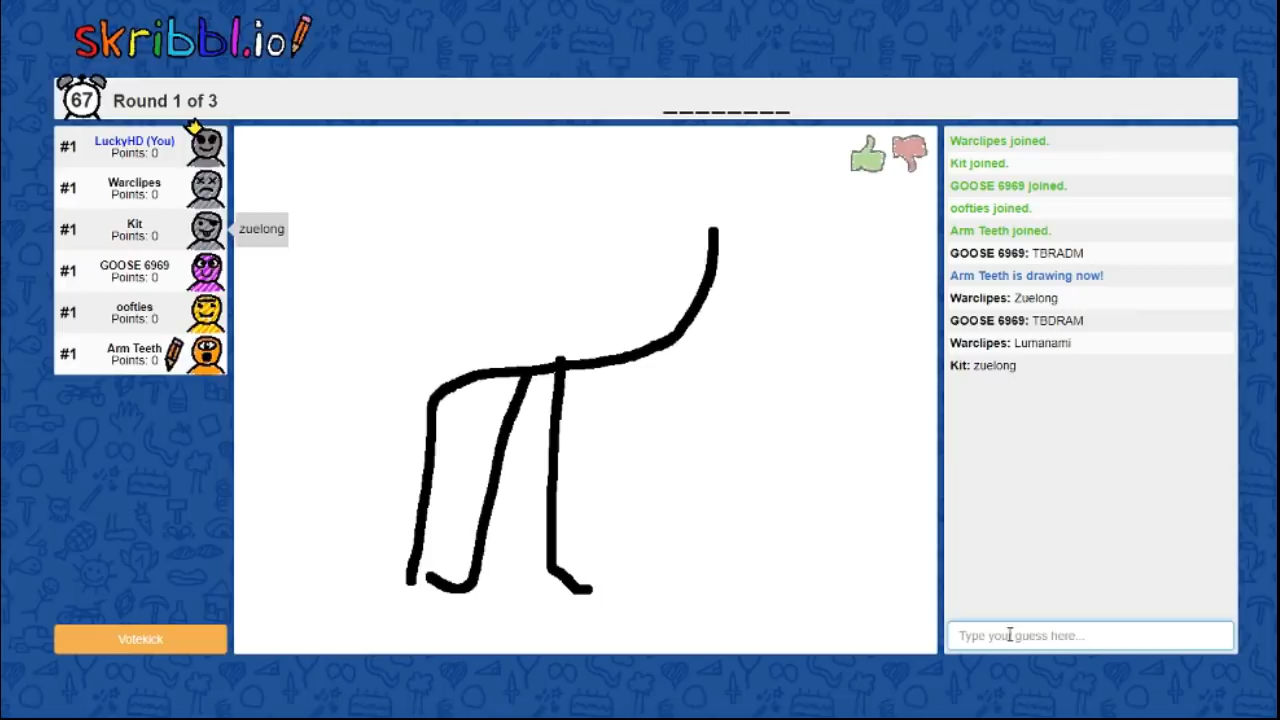 skribbl.io
67 Round 1 of 3
________
#1 LuckyHD (You)
Points: 0
#1 Warclipes
Points: 0
#1 Kit
Points: 0
zuelong
#1 GOOSE 6969
Points: 0
#1 oofties
Points: 0
#1 Arm Teeth
Points: 0
Votekick
Warclipes joined.
Kit joined.
GOOSE 6969 joined.
oofties joined.
Arm Teeth joined.
GOOSE 6969: TBRADM
Arm Teeth is drawing now!
Warclipes: Zuelong
GOOSE 6969: TBDRAM
Warclipes: Lumanami
Kit: zuelong
Type your guess here...